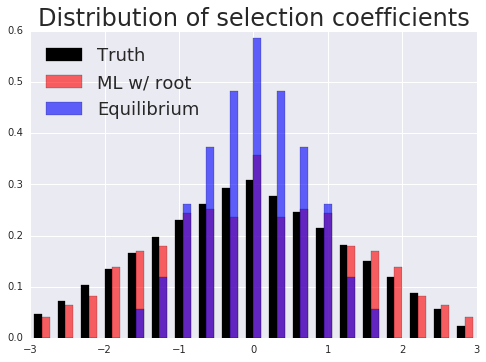 Distribution of selection coefficients
0.6
0.5
0.4
0.3
0.2
0.1
0.0
Truth
ML w/ root
Equilibrium
−3 −2 −1 0 1 2 3